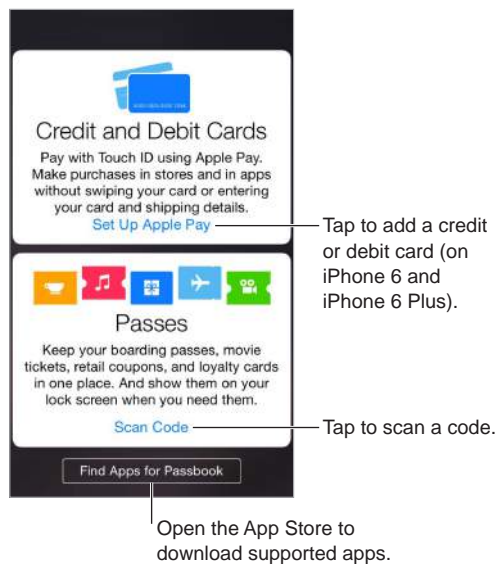 Credit and Debit Cards
Pay with Touch ID using Apple Pay.
Make purchases in stores and in apps
without swiping your card or entering
your card and shipping details.
Set Up Apple Pay
Tap to add a credit
or debit card (on
iPhone 6 and
iPhone 6 Plus).
Passes
Keep your boarding passes, movie
tickets, retail coupons, and loyalty cards
in one place. And show them on your
lock screen when you need them.
Scan Code
Tap to scan a code.
Find Apps for Passbook
Open the App Store to
download supported apps.